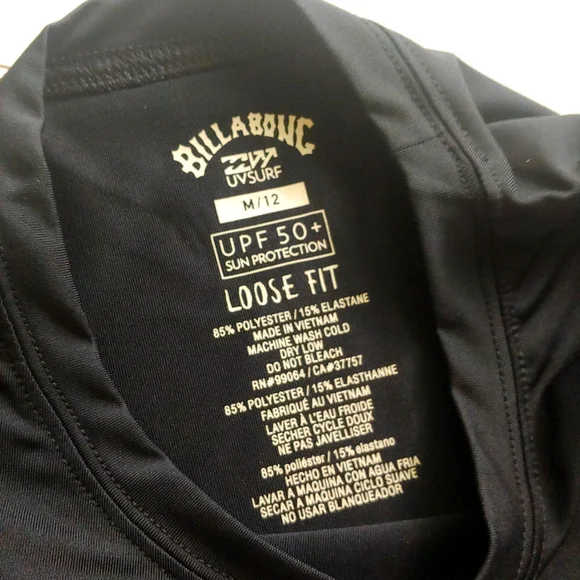 BILLABONG
UVSURF
M/12
UPF 50+
SUN PROTECTION
LOOSE FIT
85% POLYESTER / 15% ELASTANE
MADE IN VIETNAM
MACHINE WASH COLD
DRY LOW
DO NOT BLEACH
RN#99064 / CA#37757
85% POLYESTER / 15% ELASTHANNE
FABRIQUÉ AU VIETNAM
LAVER À L'EAU FROIDE
SECHER CYCLE DOUX
NE PAS JAVELLISER
85% poliéster / 15% elastano
HECHO EN VIETNAM
LAVAR A MAQUINA CON AGUA FRIA
SECAR A MAQUINA CICLO SUAVE
NO USAR BLANQUEADOR